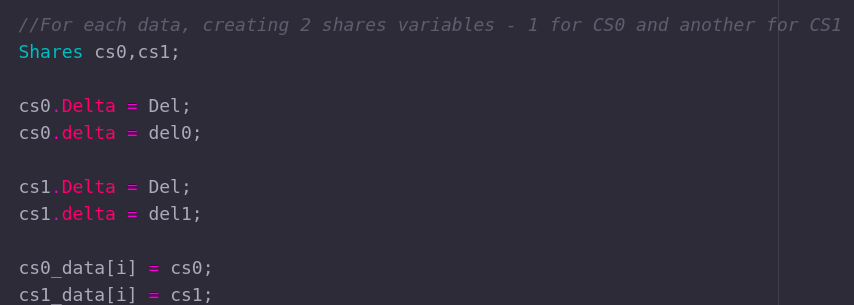 //For each data, creating 2 shares variables - 1 for CS0 and another for CS1
Shares cs0,cs1;
cs0.Delta = Del;
cs0.delta = del0;
cs1.Delta = Del;
cs1.delta = del1;
cs0_data[i] = cs0;
cs1_data[i] = cs1;